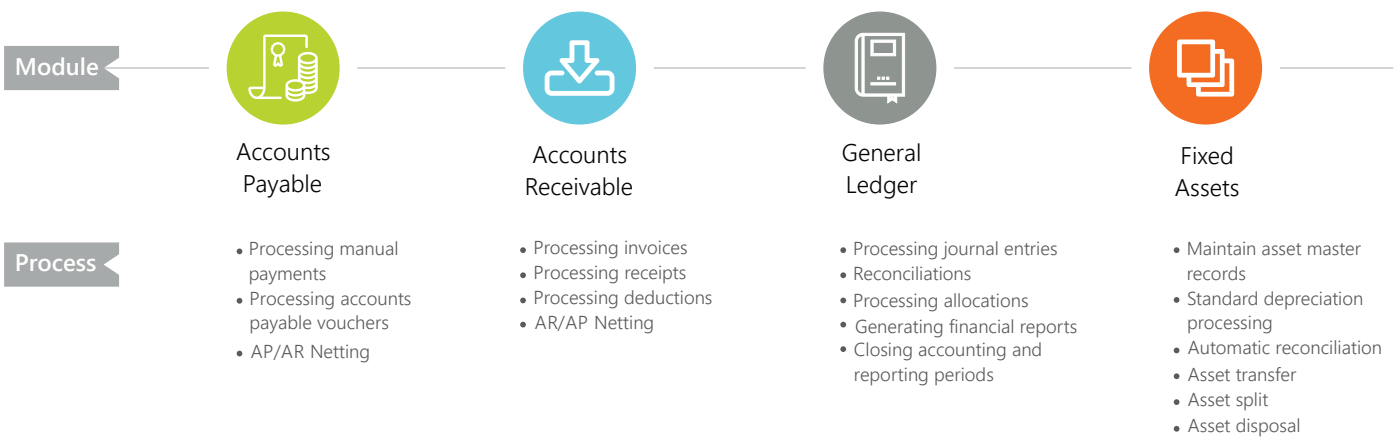 Module
Accounts
Payable
Accounts
Receivable
General
Ledger
Fixed
Assets
Process
• Processing manual
payments
• Processing accounts
payable vouchers
• AP/AR Netting
• Processing invoices
• Processing receipts
• Processing deductions
• AR/AP Netting
• Processing journal entries
• Reconciliations
• Processing allocations
• Generating financial reports
• Closing accounting and
reporting periods
• Maintain asset master
records
• Standard depreciation
processing
• Automatic reconciliation
• Asset transfer
• Asset split
• Asset disposal